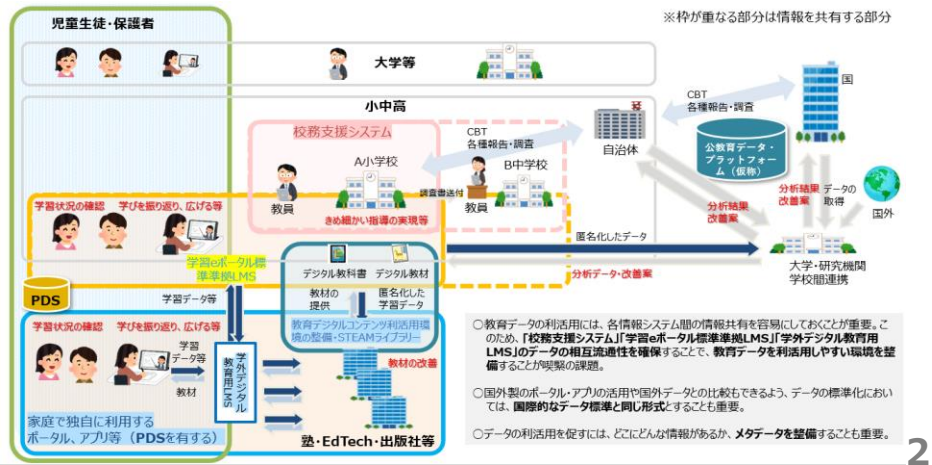 ※枠が重なる部分は情報を共有する部分
児童生徒・保護者
大学等
国
小中高
CBT
各種報告・調査
校務支援システム
CBT
各種報告・調査
自治体
公教育データ・
プラットフォー
ム（仮称）
A小学校
B中学校
調査書送付
教員
教員
きめ細かい指導の実現等
分析結果
改善案
分析結果
改善案
データの
取得
国外
学習状況の確認
学びを振り返り、広げる等
匿名化したデータ
学習eポータル標
準準拠LMS
デジタル教科書
デジタル教材
分析データ・改善案
大学・研究機関
学校間連携
PDS
学習データ等
教材の
提供
匿名化した
学習データ
教育デジタルコンテンツ利活用環
境の整備・STEAMライブラリー
学習状況の確認
学びを振り返り、広げる等
学習
データ等
教材
学外デジタル
教育用LMS
教材の改善
家庭で独自に利用する
ポータル、アプリ等（PDSを有する）
塾・EdTech・出版社等
○教育データの利活用には、各情報システム間の情報共有を容易にしておくことが重要。こ
のため、「校務支援システム」「学習eポータル標準準拠LMS」「学外デジタル教育用
LMS」のデータの相互流通性を確保することで、教育データを利活用しやすい環境を整
備することが喫緊の課題。
○国外製のポータル・アプリの活用や国外データとの比較もできるよう、データの標準化におい
ては、国際的なデータ標準と同じ形式とすることも重要。
○データの利活用を促すには、どこにどんな情報があるか、メタデータを整備することも重要。
2